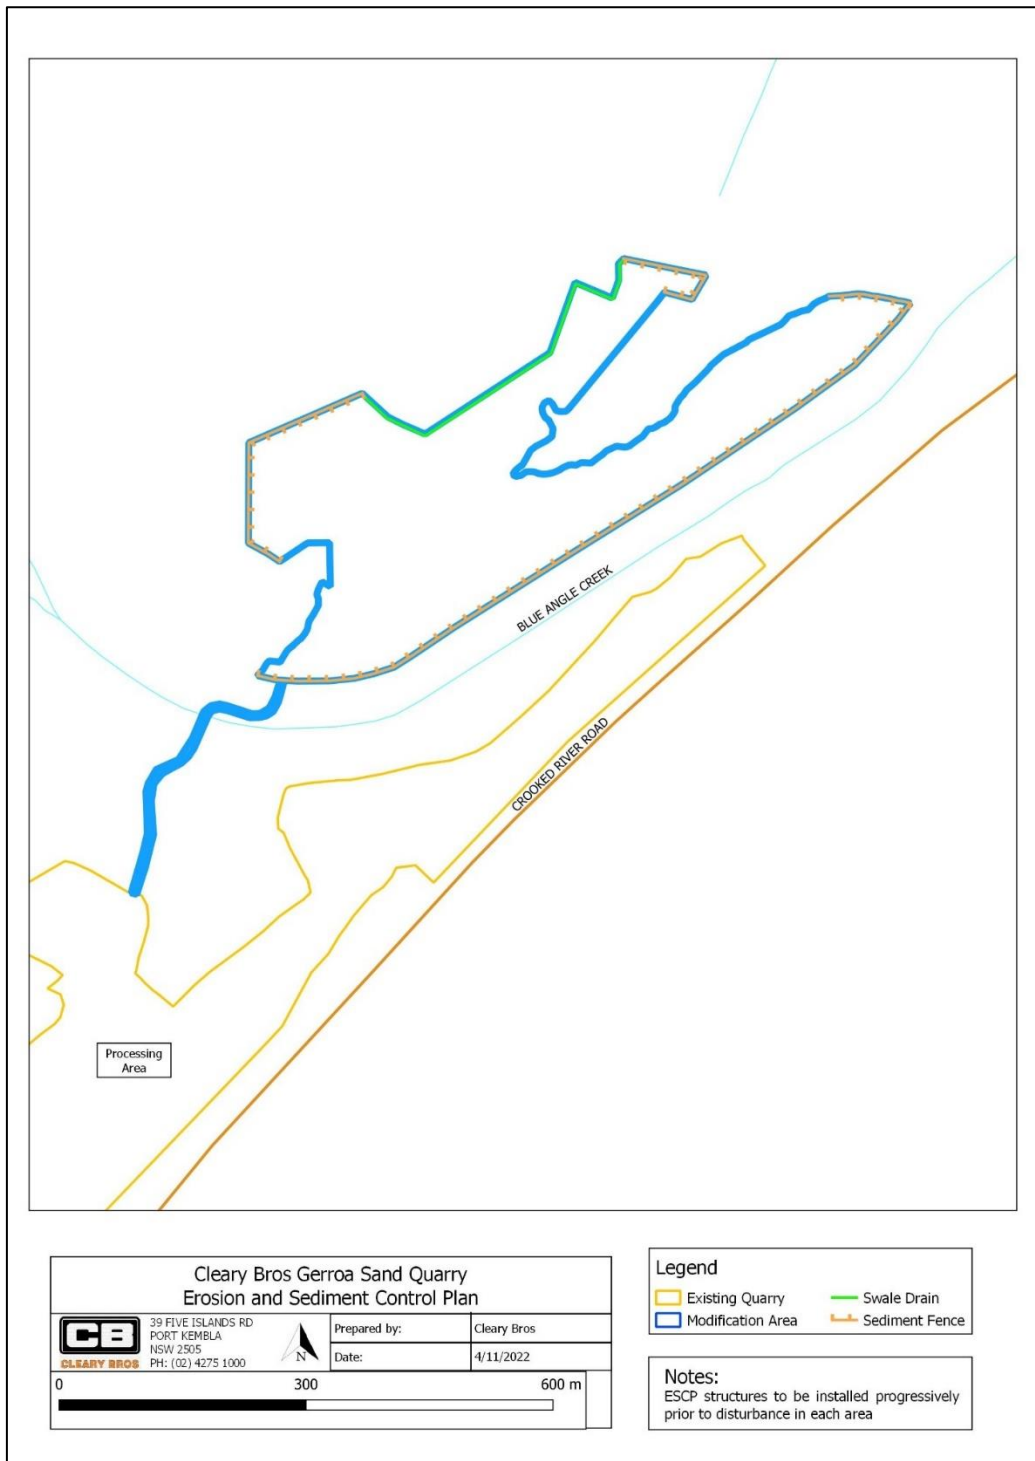 BLUE ANGLE CREEK
CROOKED RIVER ROAD
Processing
Area
Cleary Bros Gerroa Sand Quarry
Erosion and Sediment Control Plan
CB
CLEARY BROS
39 FIVE ISLANDS RD
PORT KEMBLA
NSW 2505
PH: (02) 4275 1000
N
Prepared by:
Cleary Bros
Date:
4/11/2022
0 300 600 m
Legend
Existing Quarry
Modification Area
Swale Drain
Sediment Fence
Notes:
ESCP structures to be installed progressively
prior to disturbance in each area